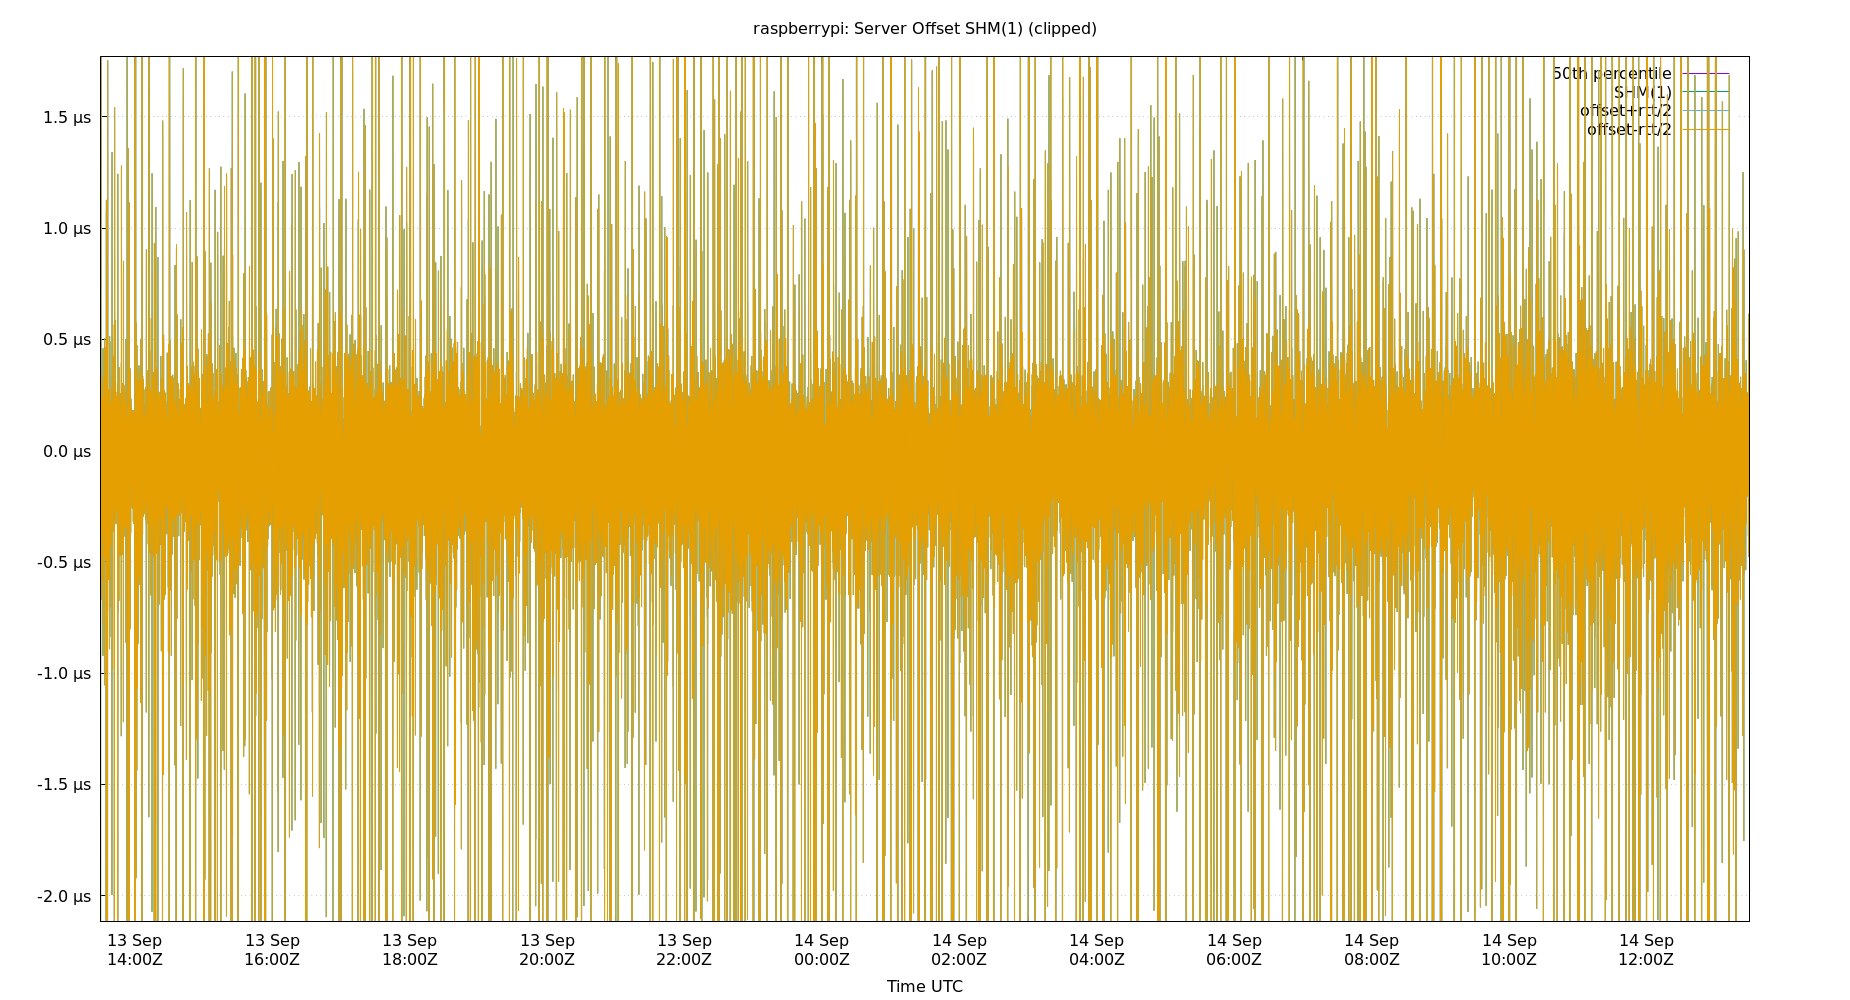 raspberrypi: Server Offset SHM(1) (clipped)
50th percentile
SHM(1)
offset+rtt/2
offset-rtt/2
1.5 µs
1.0 µs
0.5 µs
0.0 µs
-0.5 µs
-1.0 µs
-1.5 µs
-2.0 µs
13 Sep 13 Sep 13 Sep 13 Sep 13 Sep 14 Sep 14 Sep 14 Sep 14 Sep 14 Sep 14 Sep 14 Sep
14:00Z 16:00Z 18:00Z 20:00Z 22:00Z 00:00Z 02:00Z 04:00Z 06:00Z 08:00Z 10:00Z 12:00Z
Time UTC